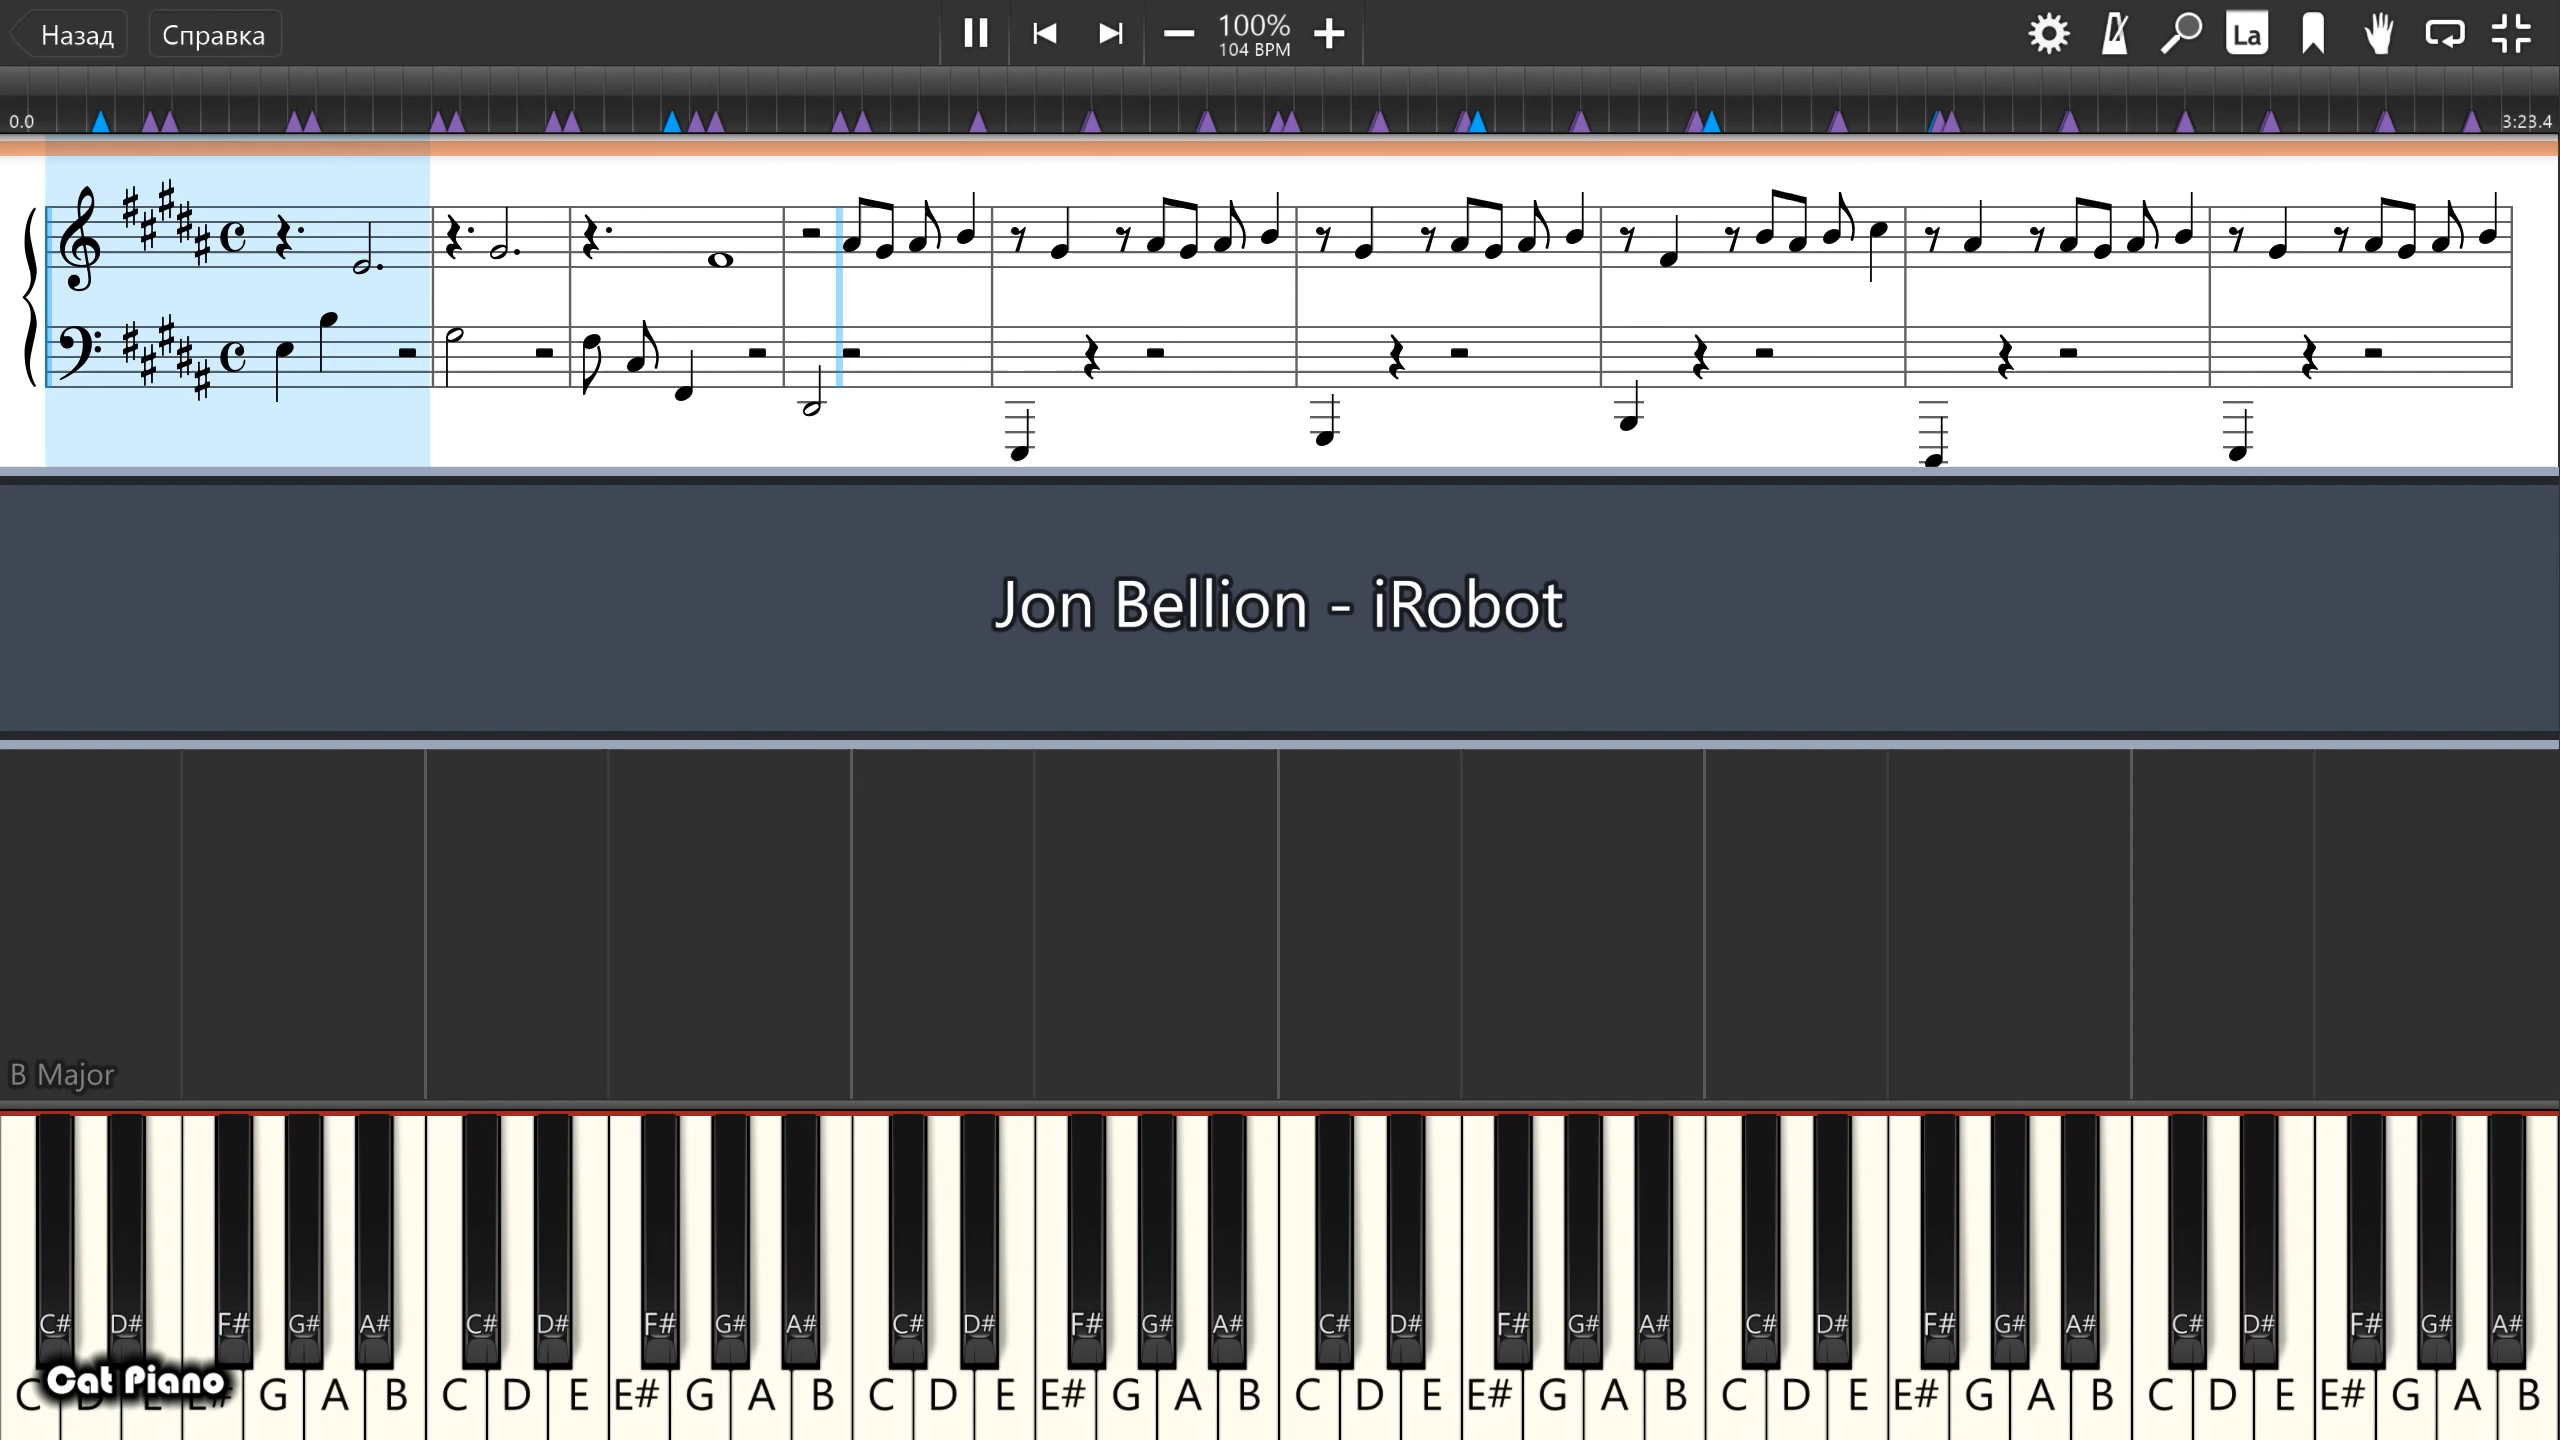 Назад Справка 100% La
104 BPM
0.0 3:23.4
Jon Bellion - iRobot
B Major
C# D# F# G# A# C# D# F# G# A# C# D# F# G# A# C# D# F# G# A# C# D# F# G# A# C# D# F# G# A#
Cat Piano
C D E E# G A B C D E E# G A B C D E E# G A B C D E E# G A B C D E E# G A B C D E E# G A B